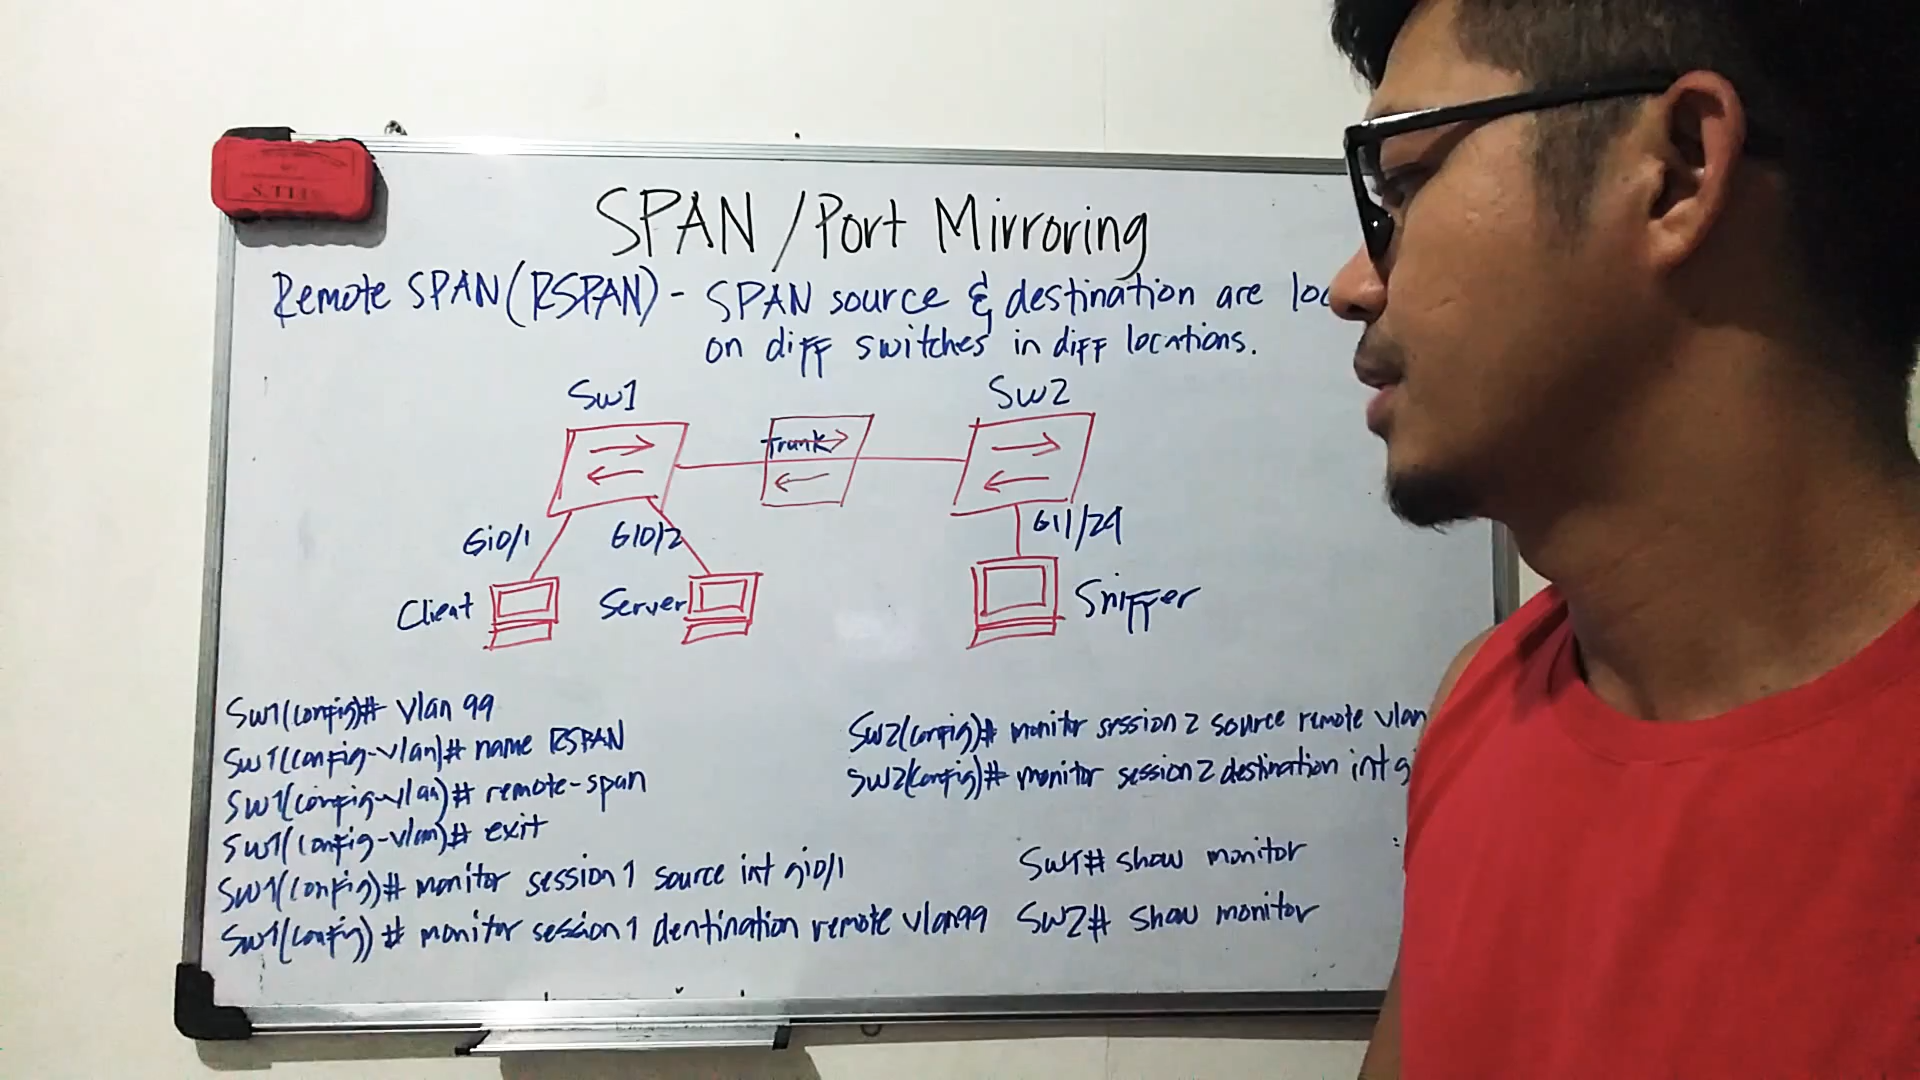 SPAN / Port Mirroring
Remote SPAN (RSPAN) - SPAN source & destination are loc
on diff switches in diff locations.
SW1
SW2
Trunk
Gi0/1
GI0/2
GI1/24
Client
Server
Sniffer
SW1(config)# vlan 99
SW1(config-vlan)# name RSPAN
SW1(config-vlan)# remote-span
SW1(config-vlan)# exit
SW1(config)# monitor session 1 source int gi0/1
SW1(config)# monitor session 1 dentination remote vlan99
SW2(config)# monitor session 2 source remote vlan
SW2(config)# monitor session 2 destination int g
SW1# show monitor
SW2# show monitor